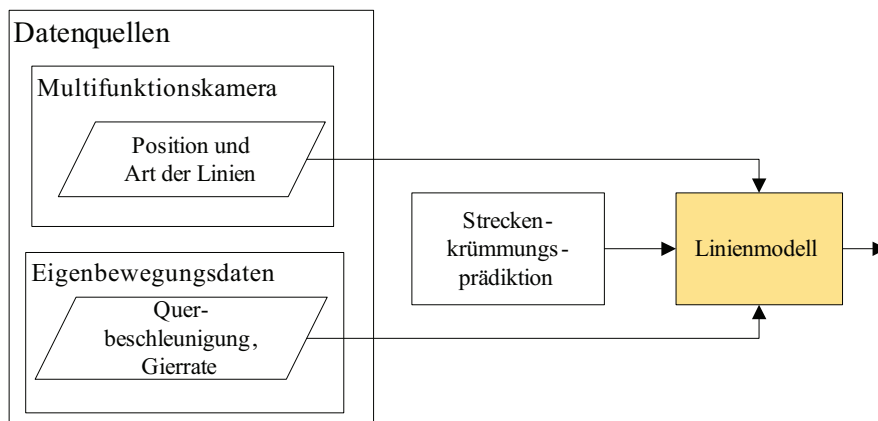 Datenquellen
Multifunktionskamera
Position und
Art der Linien
Eigenbewegungsdaten
Quer-
beschleunigung,
Gierrate
Strecken-
krümmungs-
prädiktion
Linienmodell